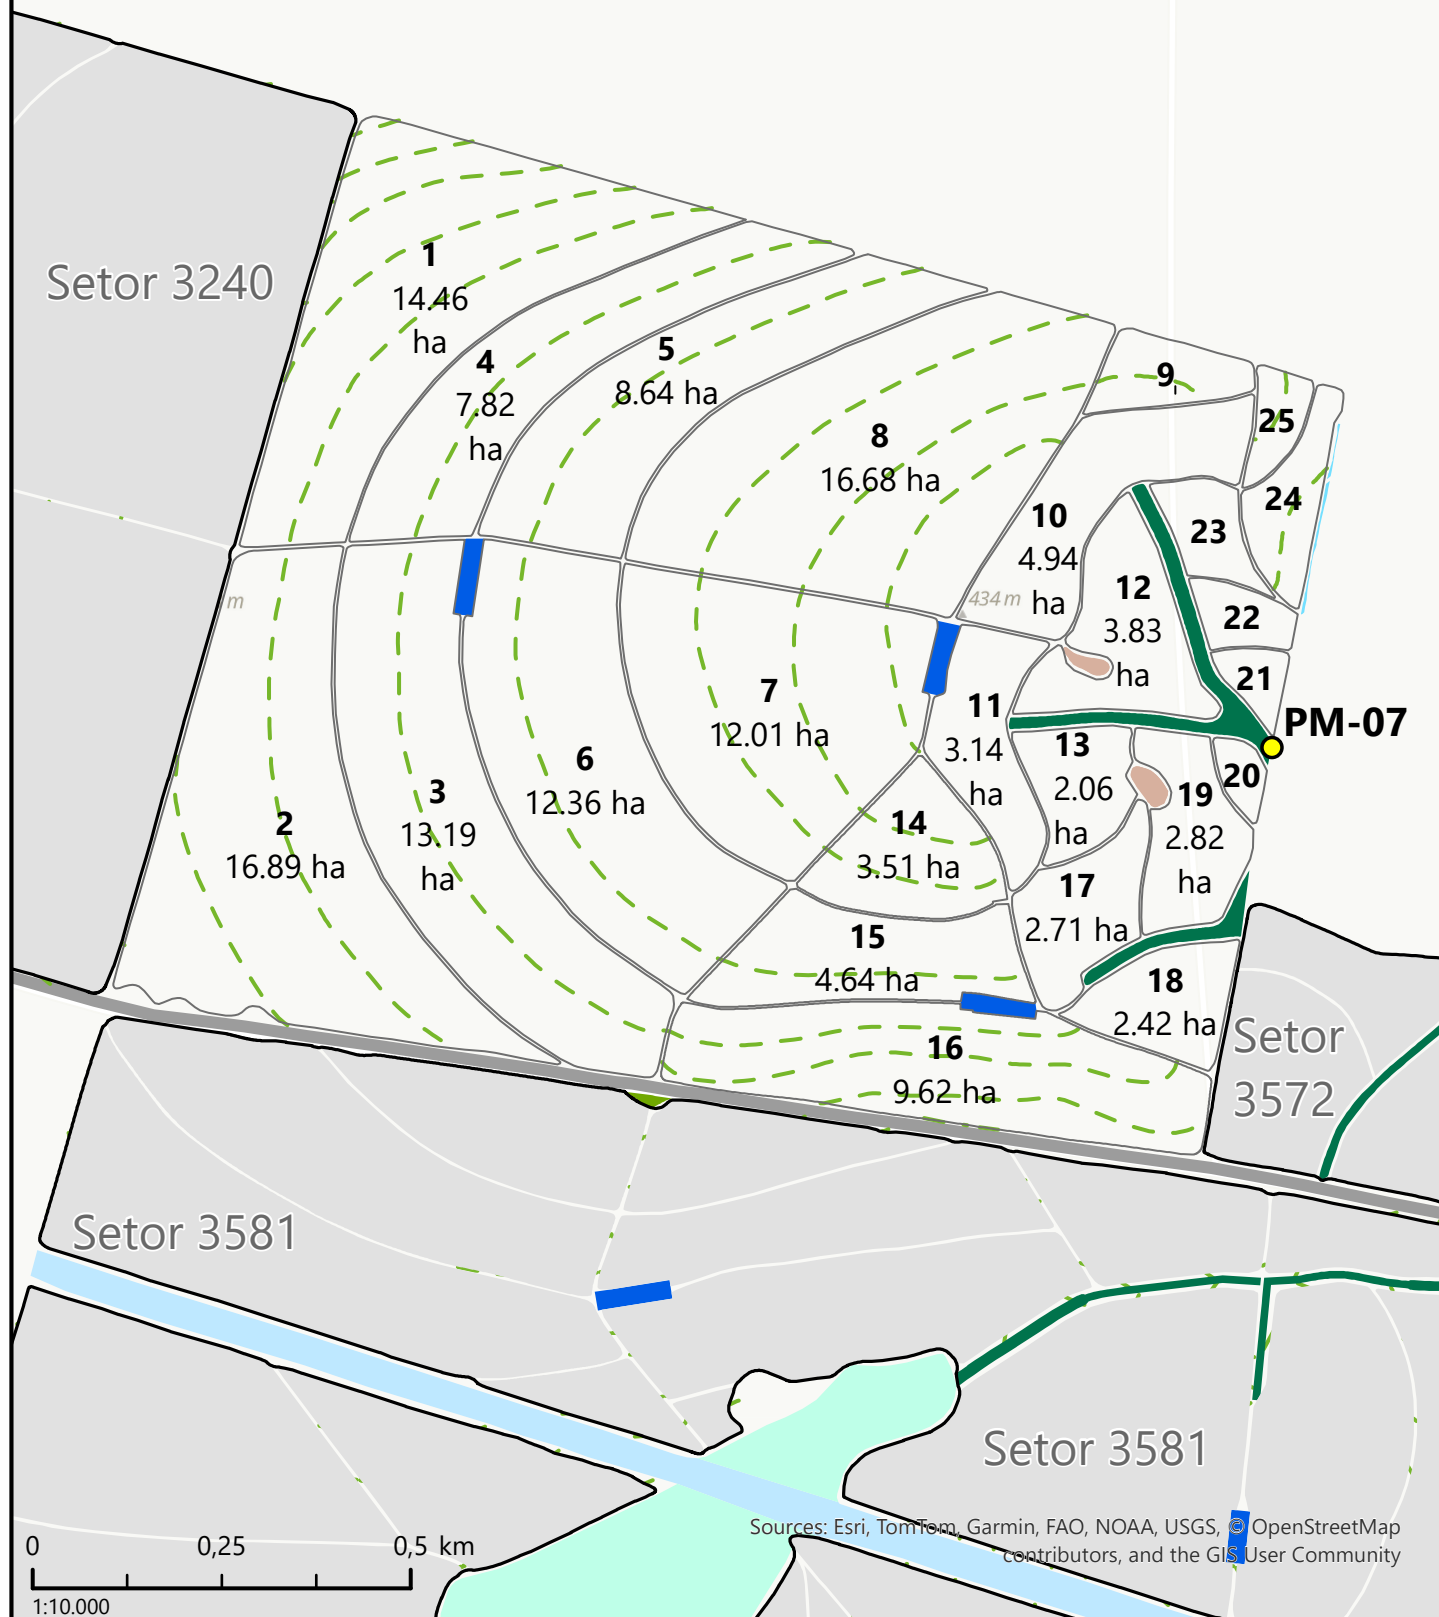 1
14.46
ha
Setor 3240
4
7.82
ha
5
8.64 ha
8
16.68 ha
9
25
24
10
4.94
ha
23
12
3.83
ha
434 m
m
22
21
7
12.01 ha
11
3.14
ha
PM-07
13
2.06
ha
20
6
12.36 ha
3
13.19
ha
2
16.89 ha
14
3.51 ha
19
2.82
ha
17
2.71 ha
15
4.64 ha
18
2.42 ha
16
9.62 ha
Setor
3572
Setor 3581
Setor 3581
Sources: Esri, TomTom, Garmin, FAO, NOAA, USGS, © OpenStreetMap
contributors, and the GIS User Community
0 0,25 0,5 km
1:10.000